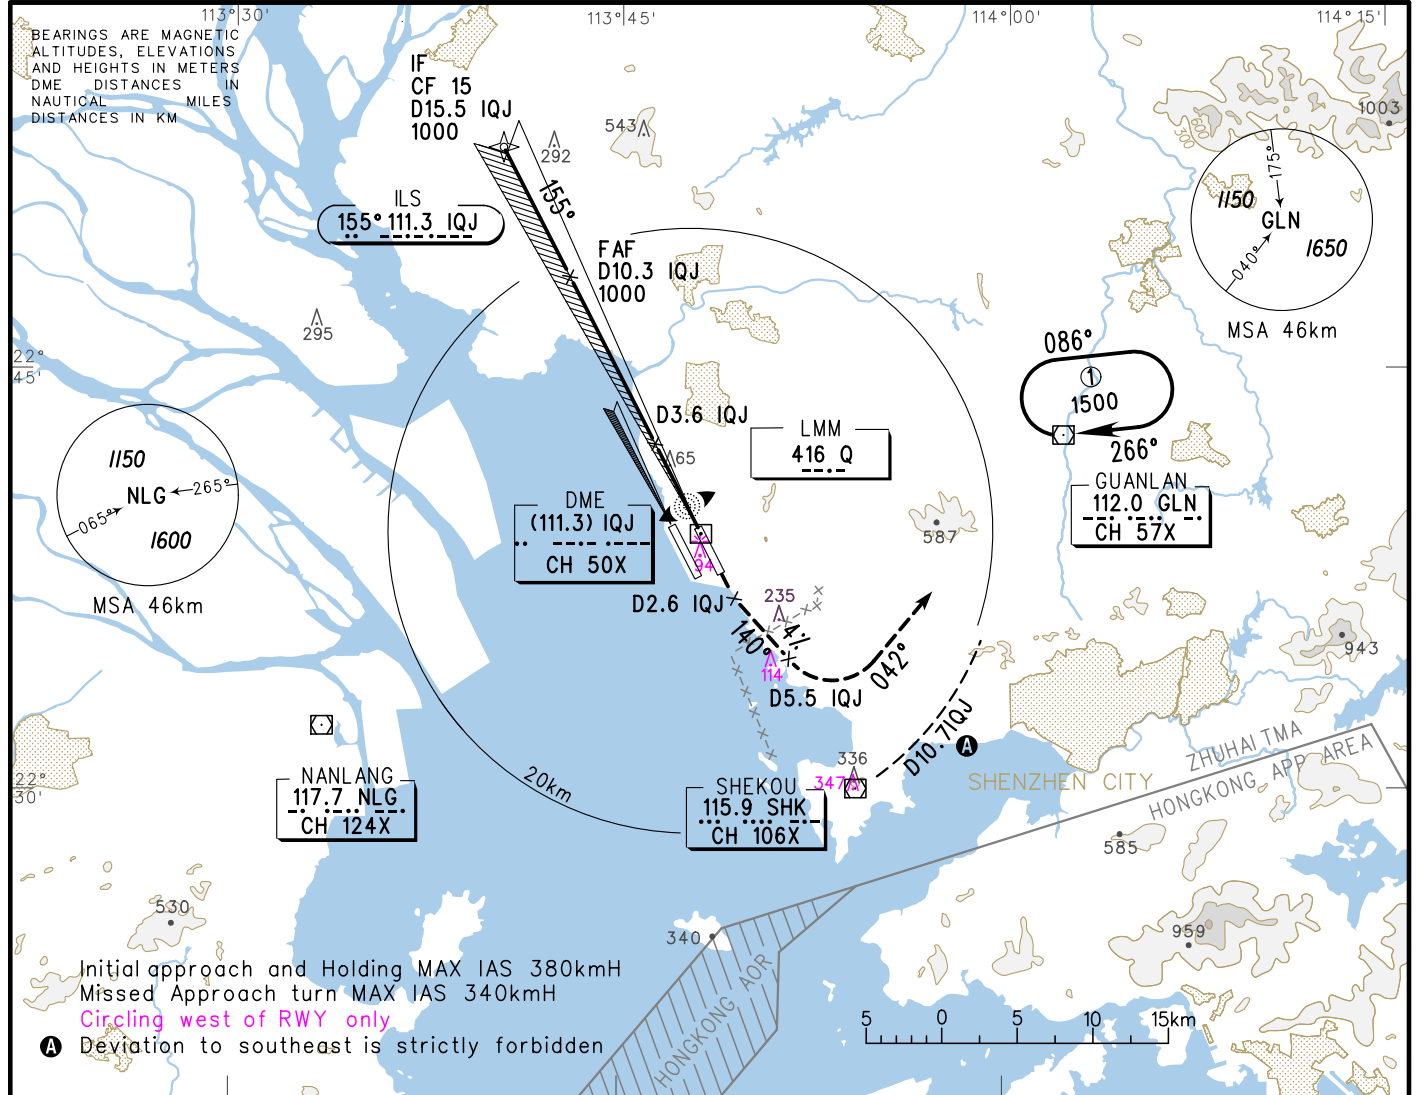 113°30'
113°45'
114°00'
114°15'
BEARINGS ARE MAGNETIC
ALTITUDES, ELEVATIONS
AND HEIGHTS IN METERS
DME DISTANCES IN
NAUTICAL MILES
DISTANCES IN KM
IF
CF 15
D15.5 IQJ
1000
292
543
1003
600
300
155°
ILS
155° 111.3 IQJ
FAF
D10.3 IQJ
1000
175°
1150
GLN
1650
040°
MSA 46km
295
22°
45'
086°
1
1500
266°
D3.6 IQJ
65
LMM
416 Q
1150
NLG
265°
065°
1600
MSA 46km
DME
(111.3) IQJ
CH 50X
GUANLAN
112.0 GLN
CH 57X
587
94
D2.6 IQJ
235
140°
4%
114
042°
D5.5 IQJ
943
D10.7IQJ
A
NANLANG
117.7 NLG
CH 124X
22°
30'
20km
336
347
SHEKOU
115.9 SHK
CH 106X
SHENZHEN CITY
ZHUHAI TMA
HONGKONG APP AREA
585
530
340
959
HONGKONG AOR
Initial approach and Holding MAX IAS 380kmH
Missed Approach turn MAX IAS 340kmH
Circling west of RWY only
A Deviation to southeast is strictly forbidden
5 0 5 10 15km